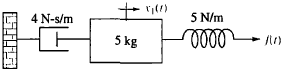 4 N-s/m
x₁(t)
5 N/m
5 kg
f(t)